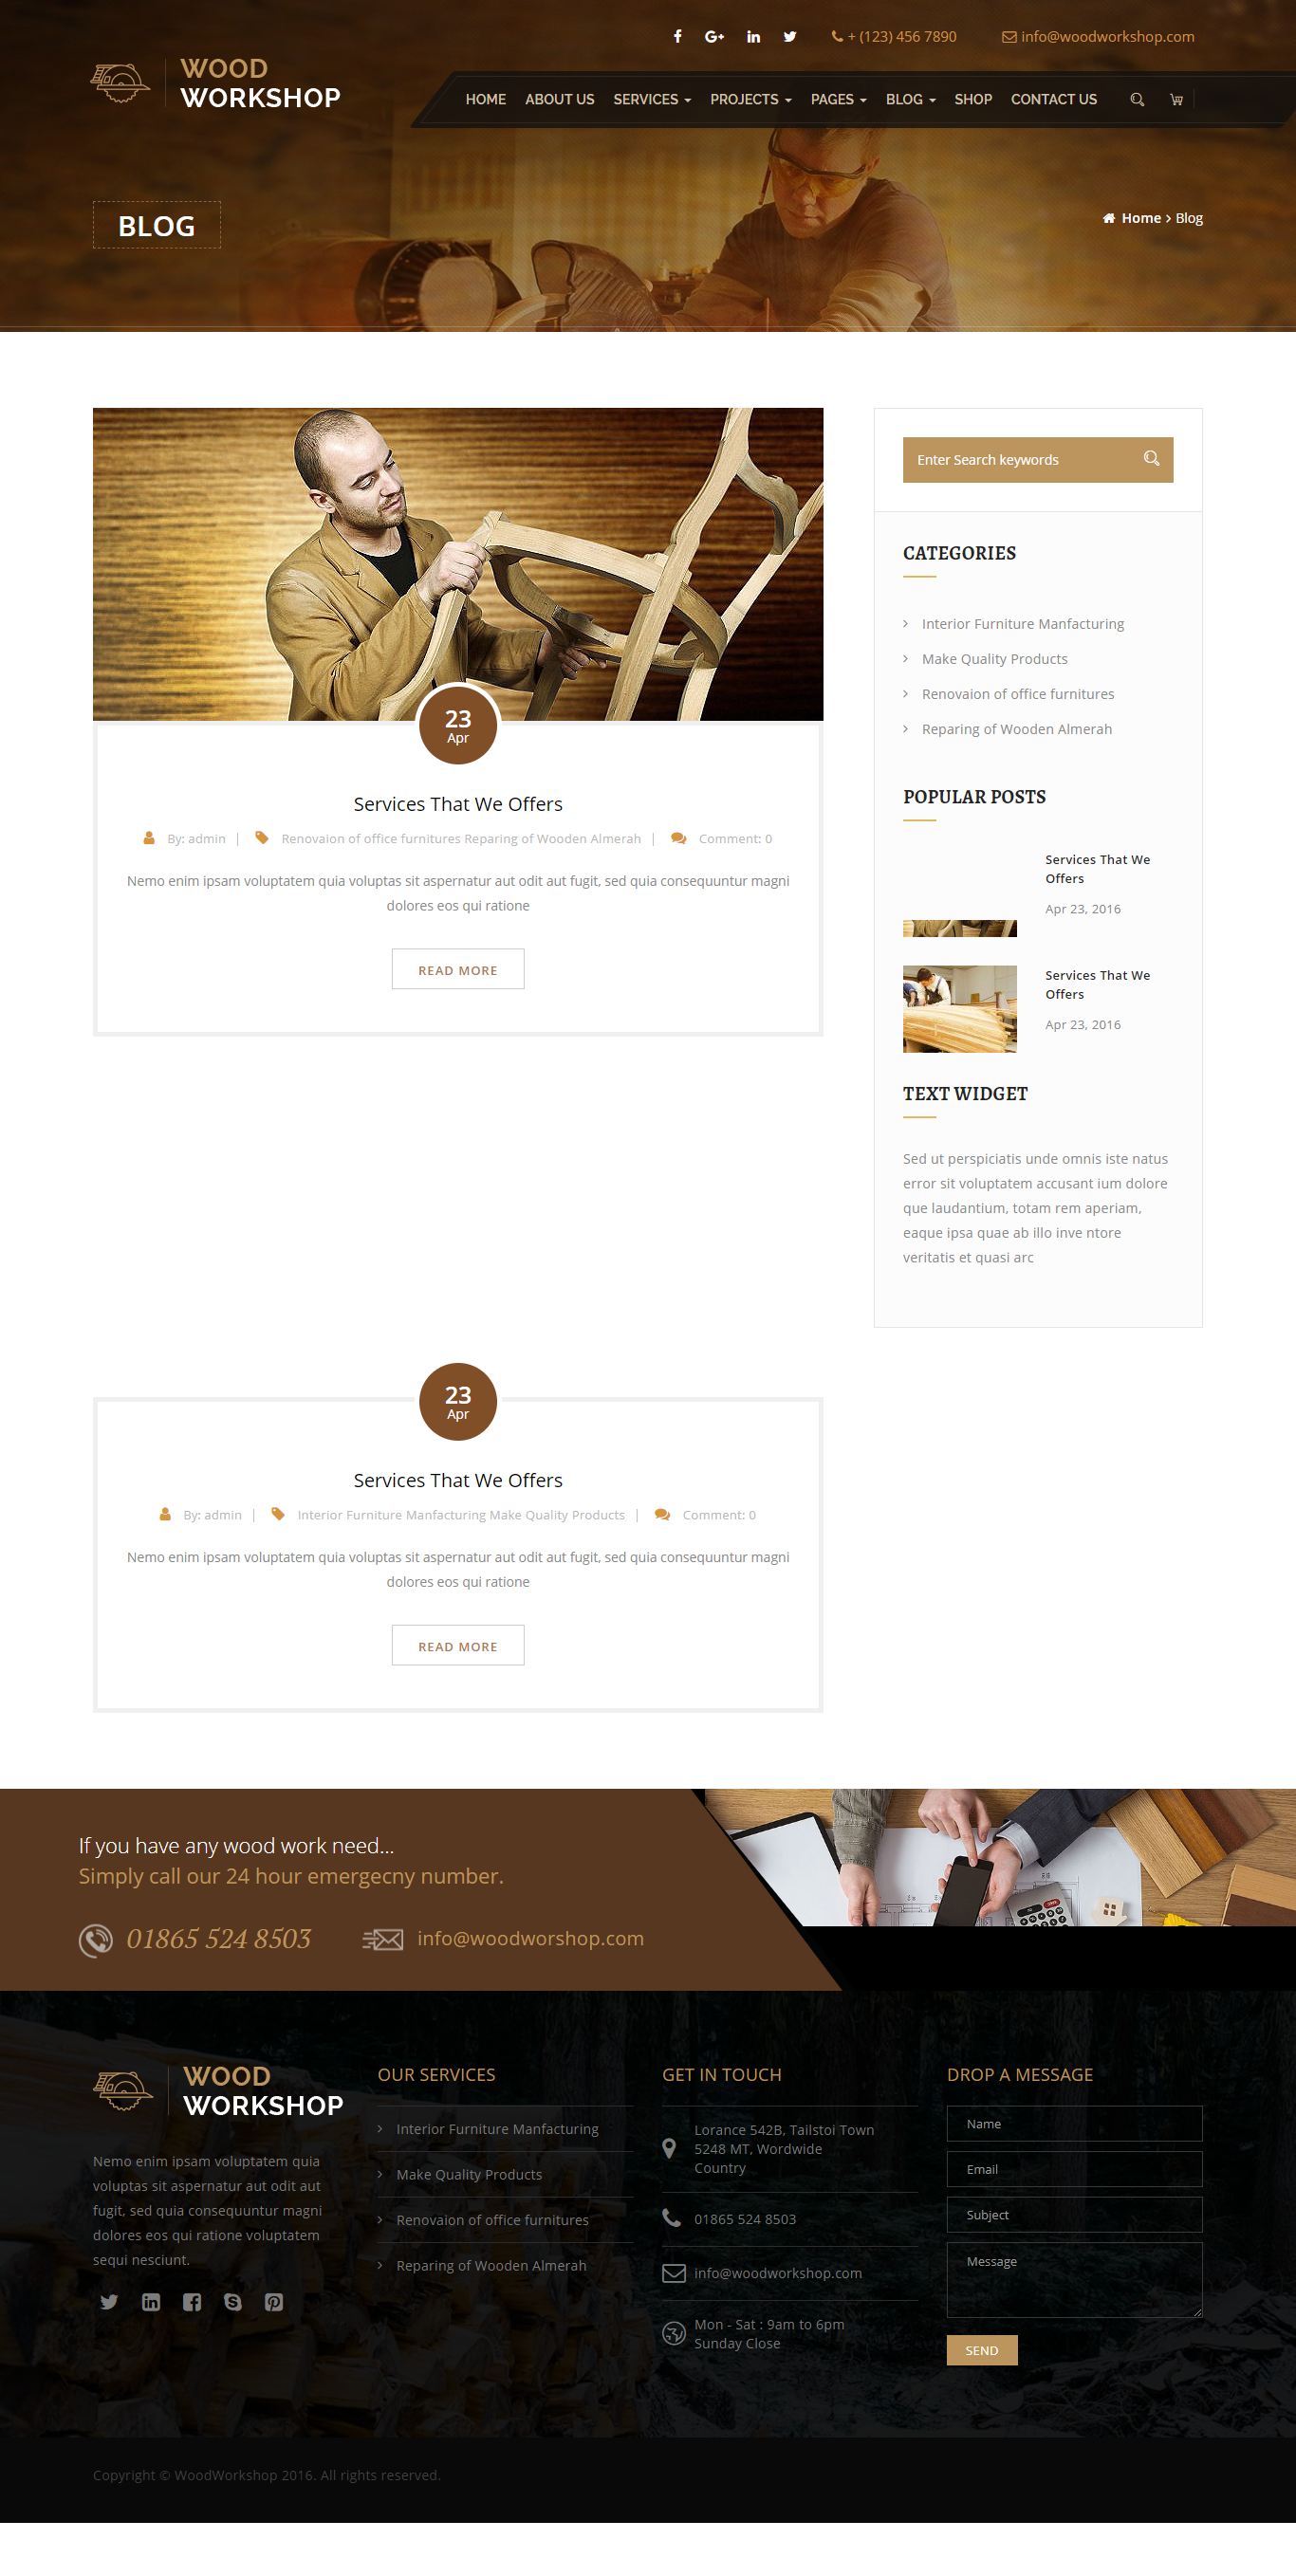 + (123) 456 7890
info@woodworkshop.com
WOOD
WORKSHOP
HOME ABOUT US SERVICES PROJECTS PAGES BLOG SHOP CONTACT US
BLOG
Home > Blog
23
Apr
Services That We Offers
By: admin | Renovaion of office furnitures Reparing of Wooden Almerah | Comment: 0
Nemo enim ipsam voluptatem quia voluptas sit aspernatur aut odit aut fugit, sed quia consequuntur magni
dolores eos qui ratione
READ MORE
Enter Search keywords
CATEGORIES
Interior Furniture Manfacturing
Make Quality Products
Renovaion of office furnitures
Reparing of Wooden Almerah
POPULAR POSTS
Services That We
Offers
Apr 23, 2016
Services That We
Offers
Apr 23, 2016
TEXT WIDGET
Sed ut perspiciatis unde omnis iste natus
error sit voluptatem accusant ium dolore
que laudantium, totam rem aperiam,
eaque ipsa quae ab illo inve ntore
veritatis et quasi arc
23
Apr
Services That We Offers
By: admin | Interior Furniture Manfacturing Make Quality Products | Comment: 0
Nemo enim ipsam voluptatem quia voluptas sit aspernatur aut odit aut fugit, sed quia consequuntur magni
dolores eos qui ratione
READ MORE
If you have any wood work need...
Simply call our 24 hour emergecny number.
01865 524 8503
info@woodworshop.com
WOOD
WORKSHOP
Nemo enim ipsam voluptatem quia
voluptas sit aspernatur aut odit aut
fugit, sed quia consequuntur magni
dolores eos qui ratione voluptatem
sequi nesciunt.
OUR SERVICES
Interior Furniture Manfacturing
Make Quality Products
Renovaion of office furnitures
Reparing of Wooden Almerah
GET IN TOUCH
Lorance 542B, Tailstoi Town
5248 MT, Wordwide
Country
01865 524 8503
info@woodworkshop.com
Mon - Sat : 9am to 6pm
Sunday Close
DROP A MESSAGE
Name
Email
Subject
Message
SEND
Copyright © WoodWorkshop 2016. All rights reserved.